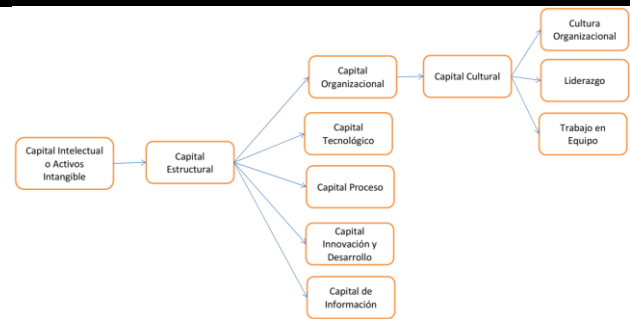 Capital Intelectual
o Activos
Intangible
Capital
Estructural
Capital
Organizacional
Capital
Tecnológico
Capital Proceso
Capital
Innovación y
Desarrollo
Capital de
Información
Capital Cultural
Cultura
Organizacional
Liderazgo
Trabajo en
Equipo